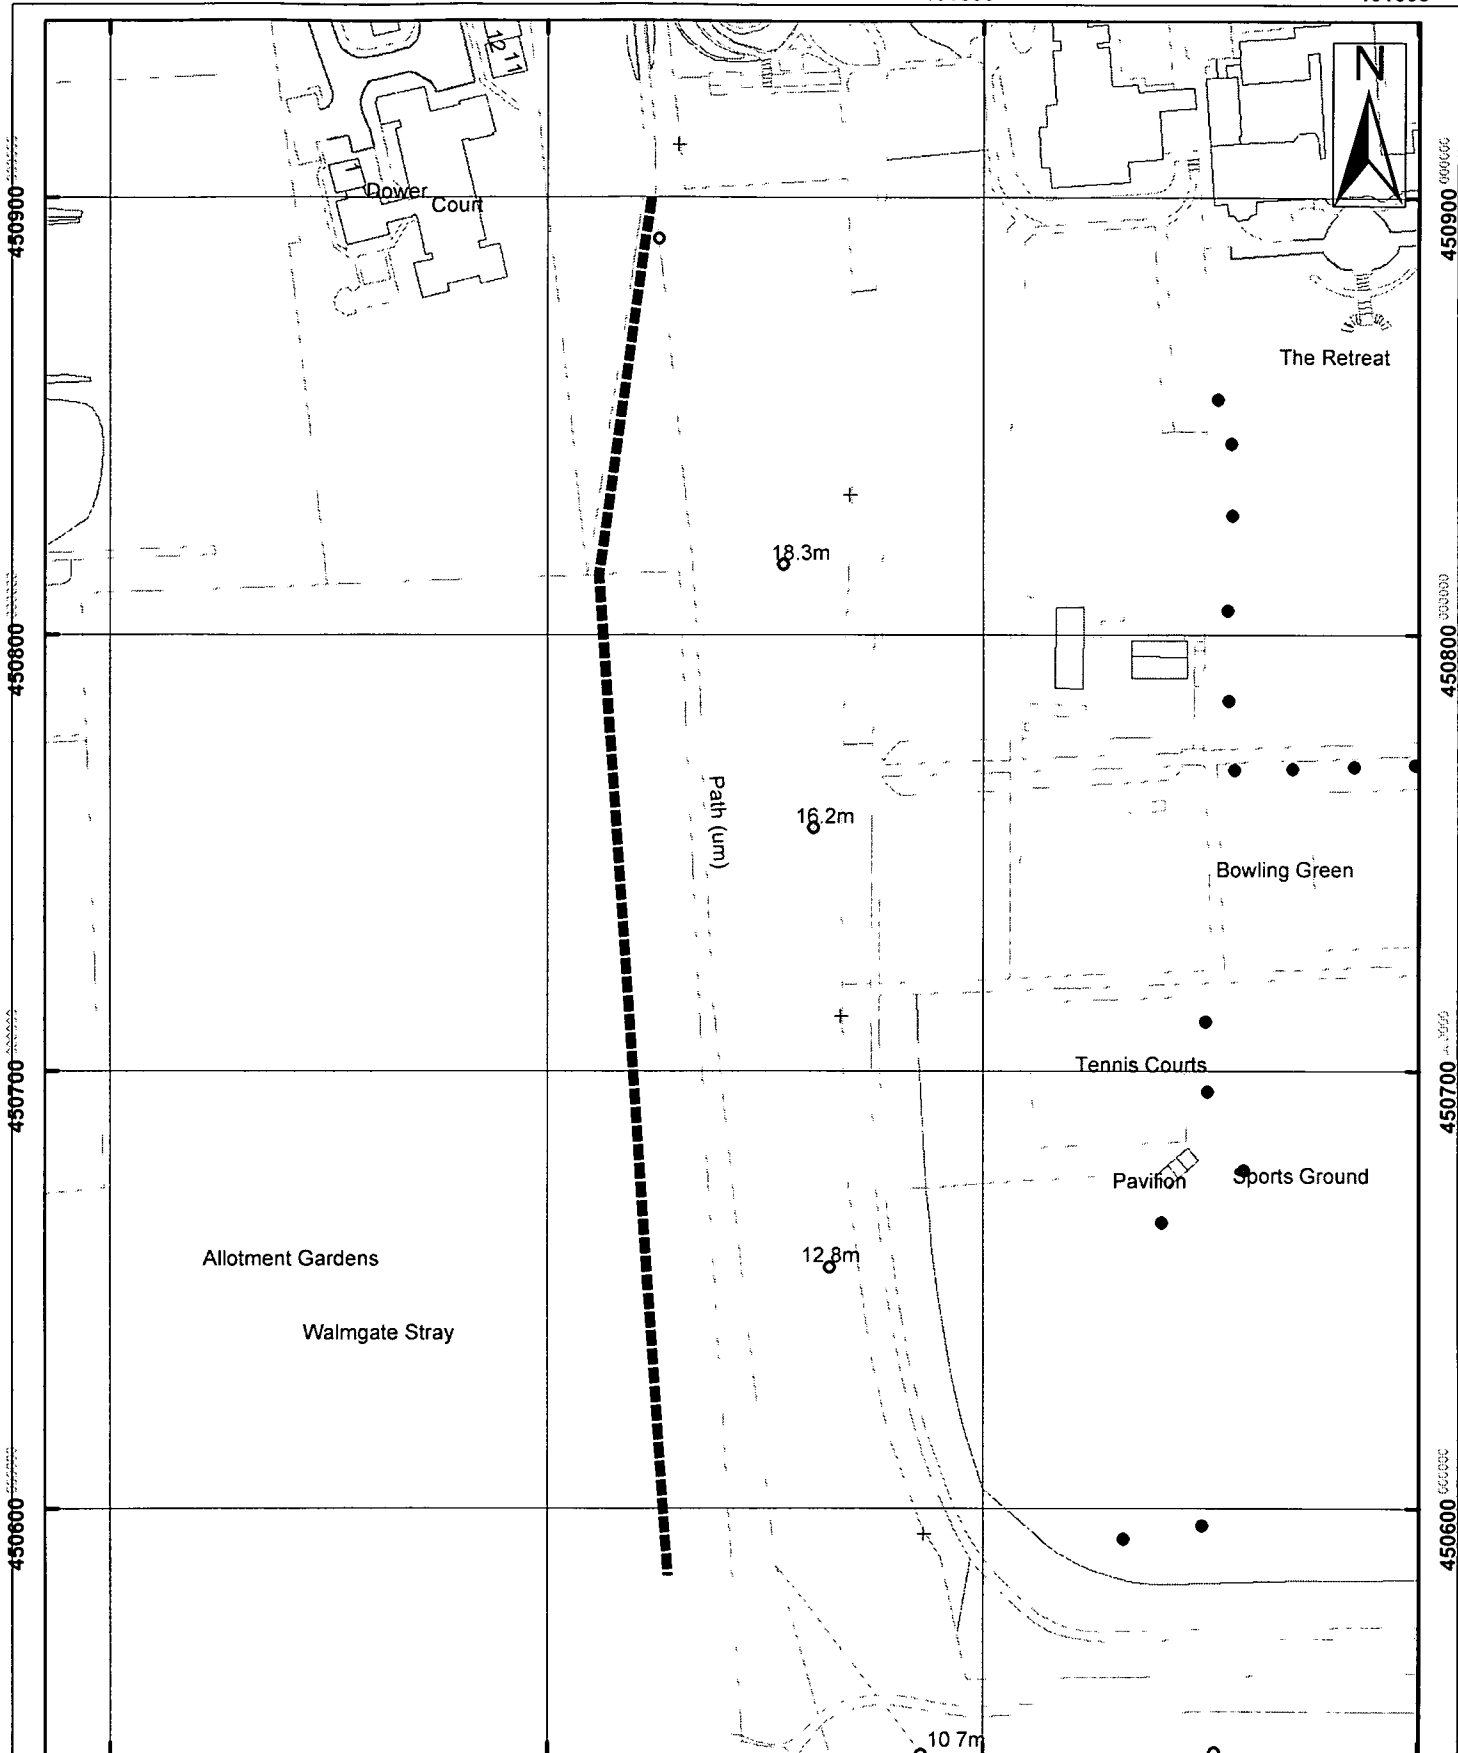 12 11
N
1
Dower
Court
450900
450900
The Retreat
18.3m
450800
450800
Path (um)
16.2m
Bowling Green
450700
450700
Tennis Courts
Pavilion
Sports Ground
Allotment Gardens
12.8m
Walmgate Stray
450600
450600
10 7m